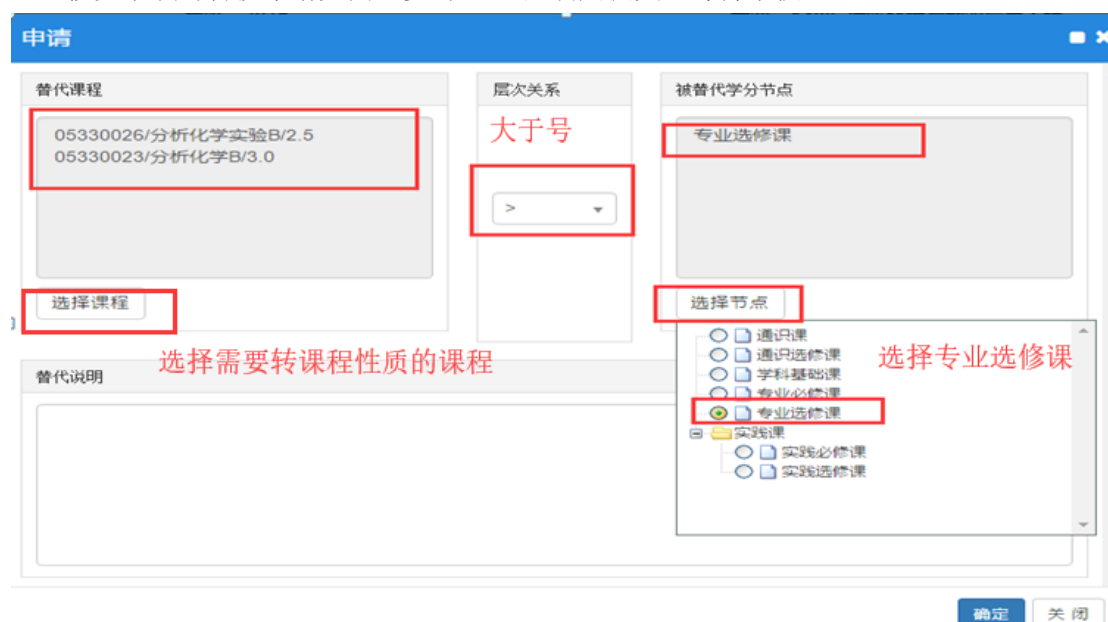 申请
替代课程
层次关系
被替代学分节点
05330026/分析化学实验B/2.5
05330023/分析化学B/3.0
大于号
>
专业选修课
选择课程
选择节点
选择需要转课程性质的课程
通识课
通识选修课
学科基础课
专业必修课
专业选修课
实践课
实践必修课
实践选修课
选择专业选修课
替代说明
确定
关闭